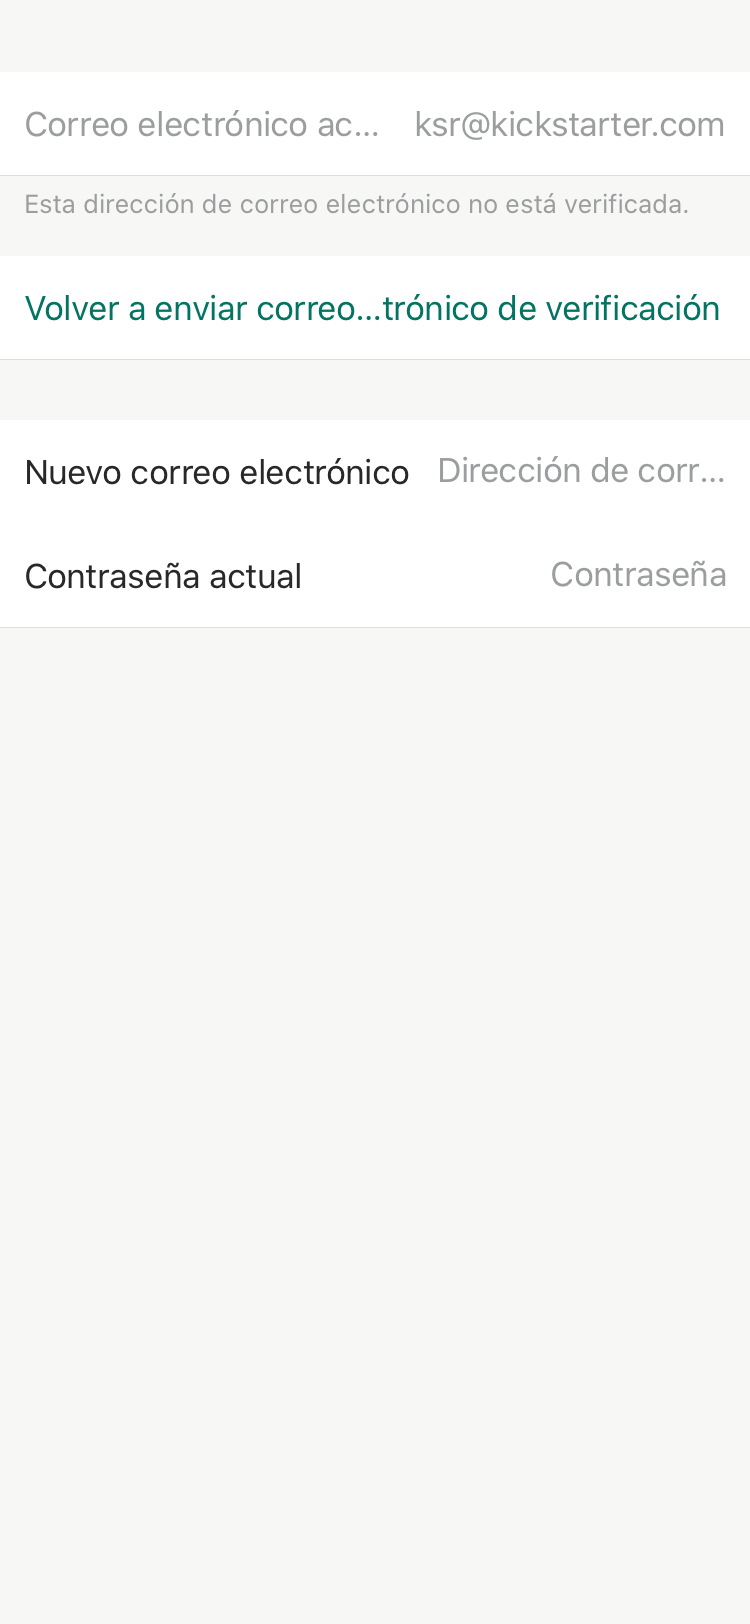 Correo electrónico ac... ksr@kickstarter.com
Esta dirección de correo electrónico no está verificada.
Volver a enviar correo...trónico de verificación
Nuevo correo electrónico Dirección de corr...
Contraseña actual Contraseña